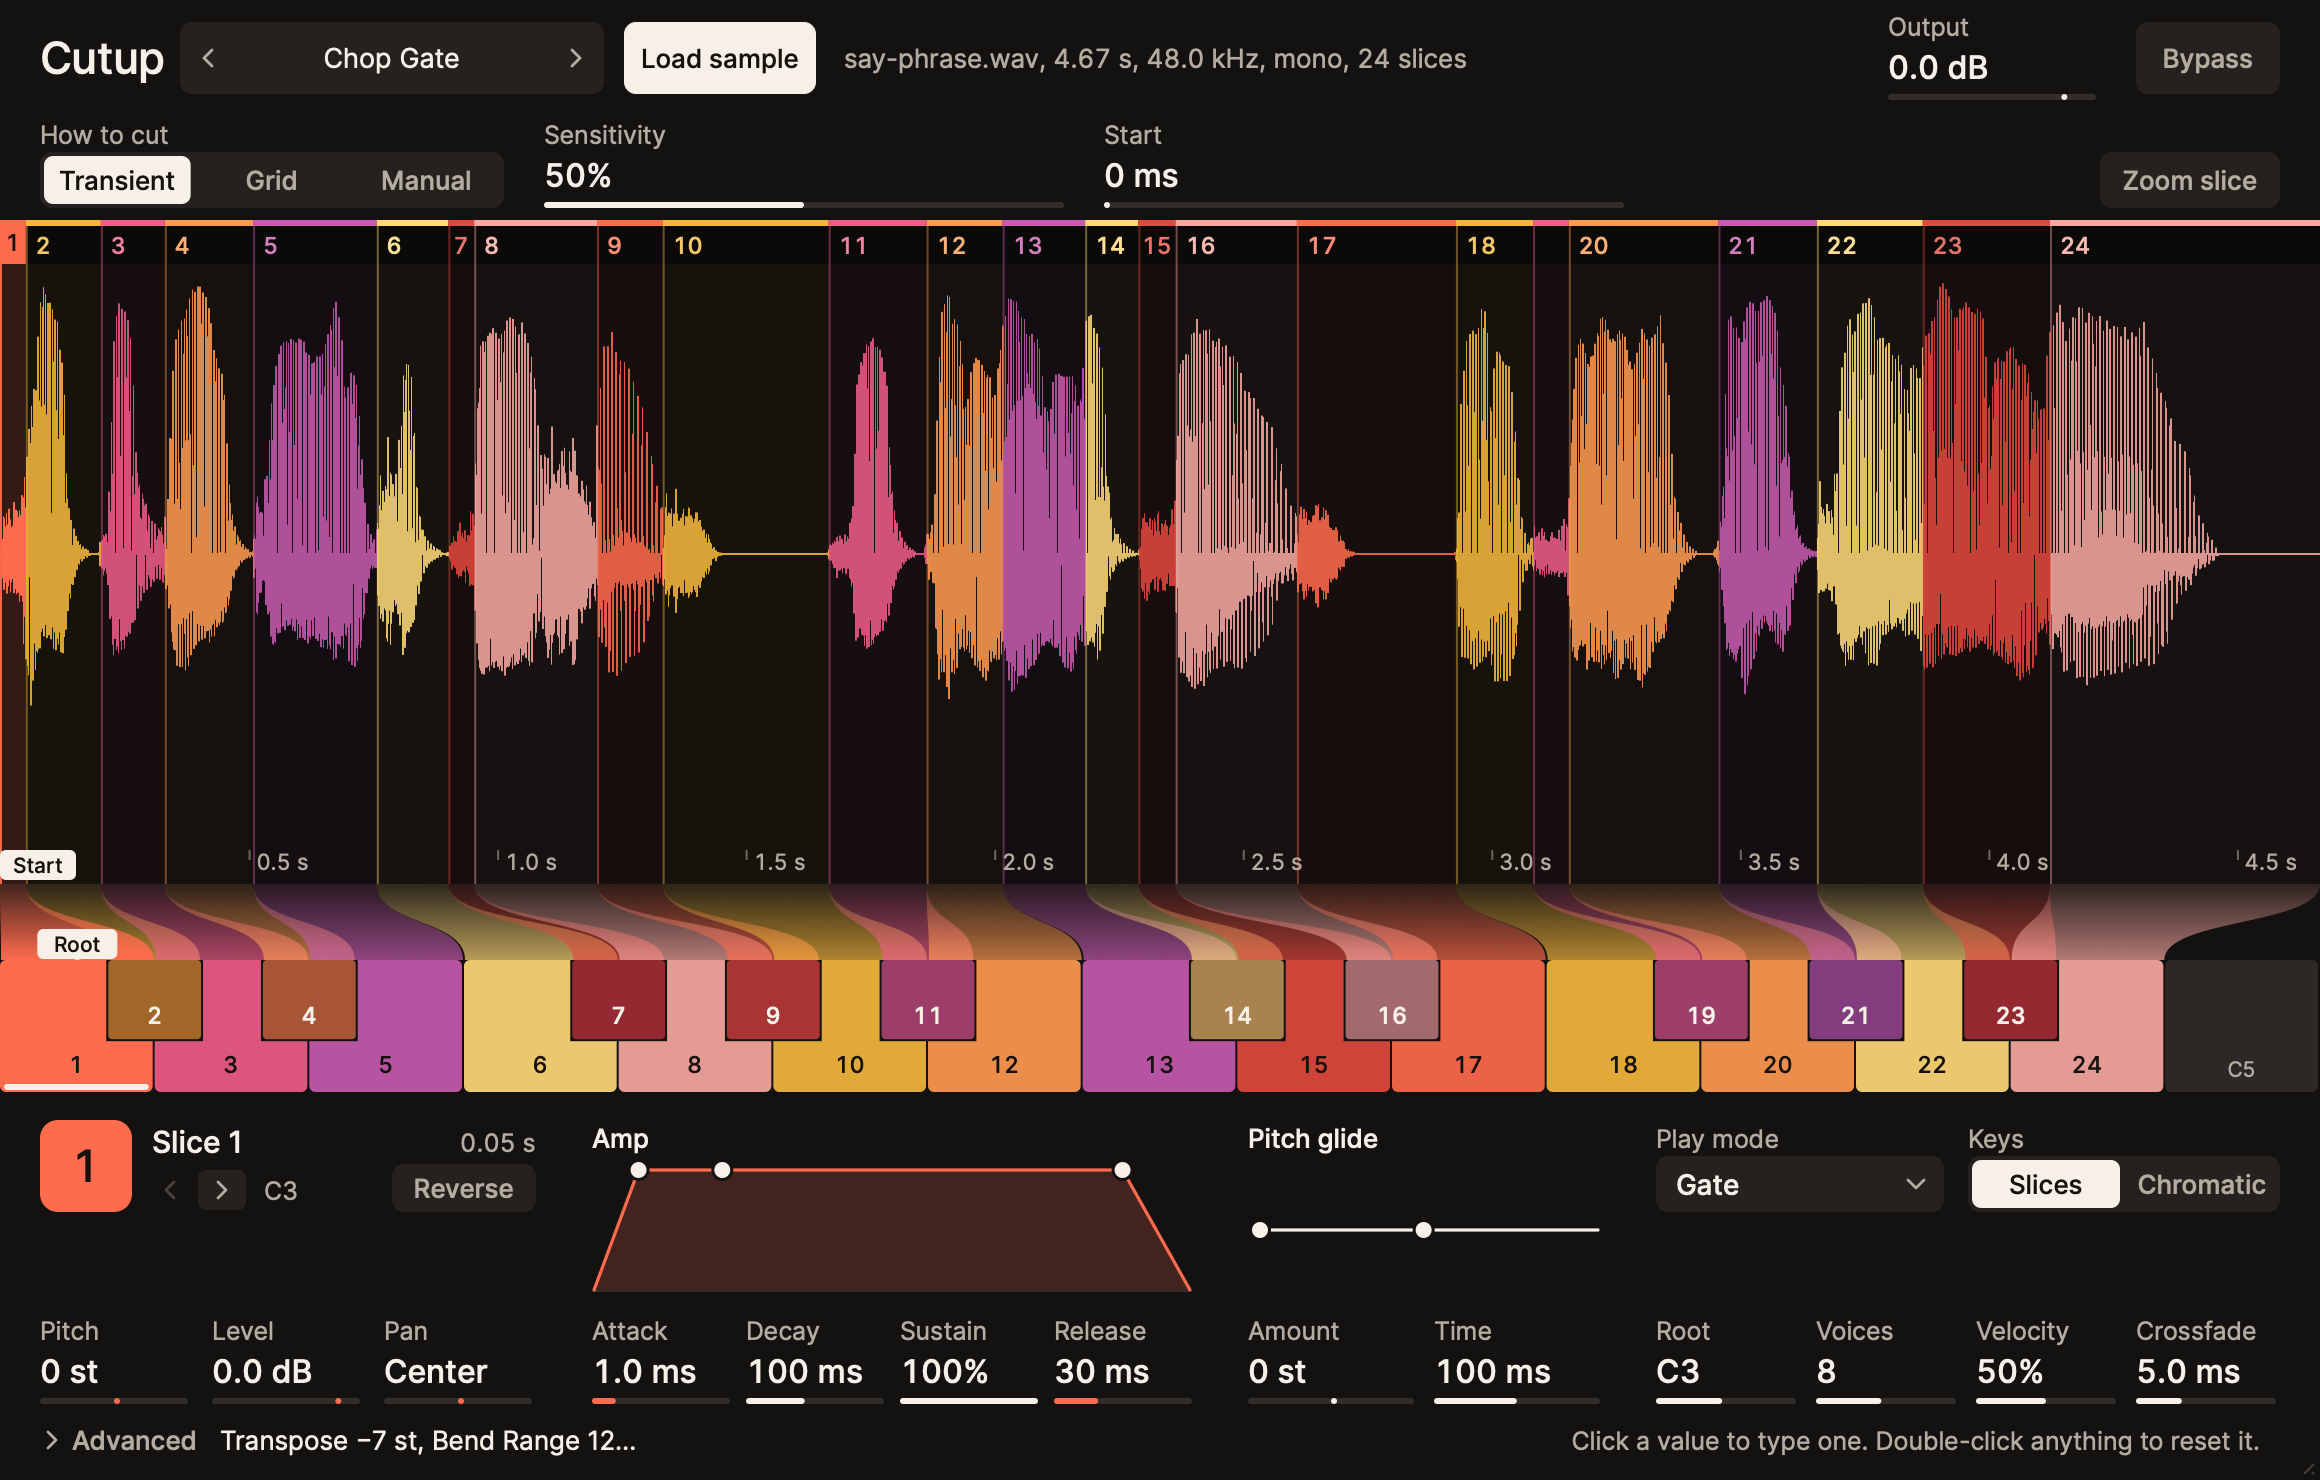 Cutup
Chop Gate
Load sample
say-phrase.wav, 4.67 s, 48.0 kHz, mono, 24 slices
Output
0.0 dB
Bypass
How to cut
Transient Grid Manual
Sensitivity
50%
Start
0 ms
Zoom slice
1 2 3 4 5 6 7 8 9 10 11 12 13 14 15 16 17 18 20 21 22 23 24
Start
0.5 s 1.0 s 1.5 s 2.0 s 2.5 s 3.0 s 3.5 s 4.0 s 4.5 s
Root
2 4 7 9 11 14 16 19 21 23
1 3 5 6 8 10 12 13 15 17 18 20 22 24 C5
1
Slice 1
0.05 s
C3
Reverse
Amp
Pitch glide
Play mode
Gate
Keys
Slices Chromatic
Pitch Level Pan Attack Decay Sustain Release Amount Time Root Voices Velocity Crossfade
0 st 0.0 dB Center 1.0 ms 100 ms 100% 30 ms 0 st 100 ms C3 8 50% 5.0 ms
Advanced Transpose −7 st, Bend Range 12...
Click a value to type one. Double-click anything to reset it.